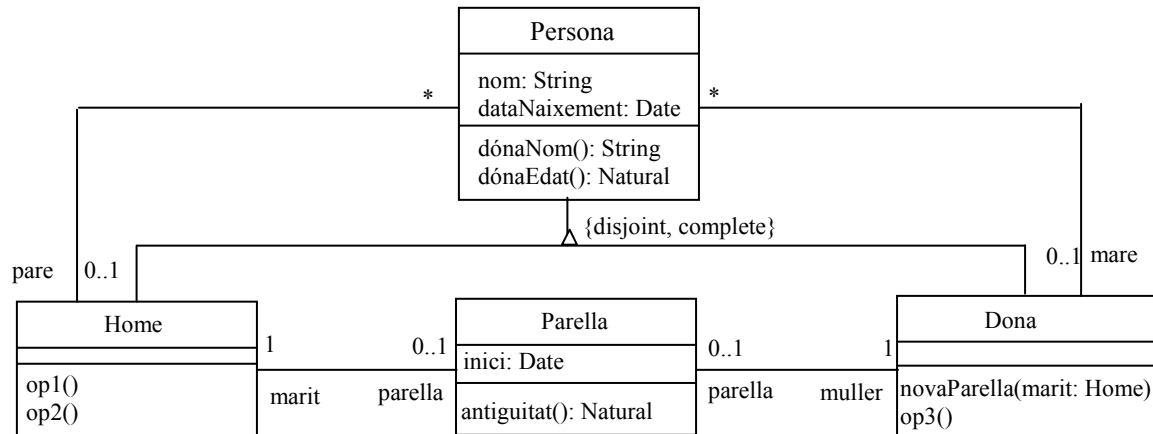 Persona
nom: String
dataNaixement: Date
dónaNom(): String
dónaEdat(): Natural
*
*
{disjoint, complete}
pare
0..1
0..1
mare
Home
op1()
op2()
1
marit
0..1
parella
Parella
inici: Date
antiguitat(): Natural
0..1
parella
1
muller
Dona
novaParella(marit: Home)
op3()